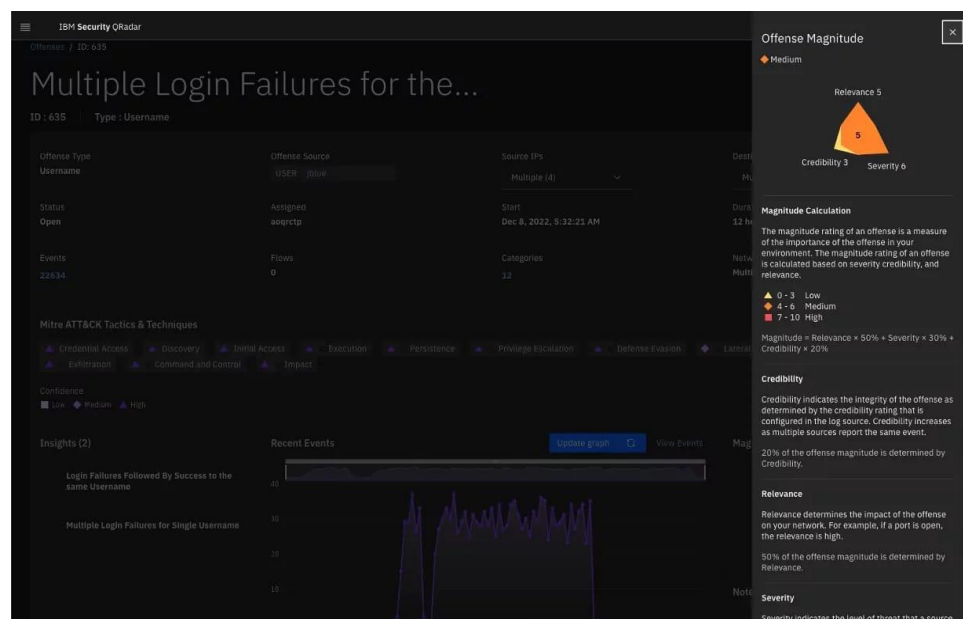 IBM Security QRadar
Offenses / ID: 635
Multiple Login Failures for the...
ID : 635 Type : Username
Offense Type
Username
Offense Source
USER jblue
Source IPs
Multiple (4)
Status
Open
Assigned
aoqrctp
Start
Dec 8, 2022, 5:32:21 AM
Events
22634
Flows
0
Categories
12
Mitre ATT&CK Tactics & Techniques
Credential Access Discovery Initial Access Execution Persistence Privilege Escalation Defense Evasion
Exfiltration Command and Control Impact
Confidence
Low Medium High
Insights (2)
Login Failures Followed By Success to the
same Username
Multiple Login Failures for Single Username
Recent Events
Update graph View Events
40
30
20
10
Offense Magnitude
Medium
Relevance 5
5
Credibility 3
Severity 6
Magnitude Calculation
The magnitude rating of an offense is a measure
of the importance of the offense in your
environment. The magnitude rating of an offense
is calculated based on severity credibility, and
relevance.
0 - 3 Low
4 - 6 Medium
7 - 10 High
Magnitude = Relevance × 50% + Severity × 30% +
Credibility × 20%
Credibility
Credibility indicates the integrity of the offense as
determined by the credibility rating that is
configured in the log source. Credibility increases
as multiple sources report the same event.
20% of the offense magnitude is determined by
Credibility.
Relevance
Relevance determines the impact of the offense
on your network. For example, if a port is open,
the relevance is high.
50% of the offense magnitude is determined by
Relevance.
Severity
Severity indicates the level of threat that a source